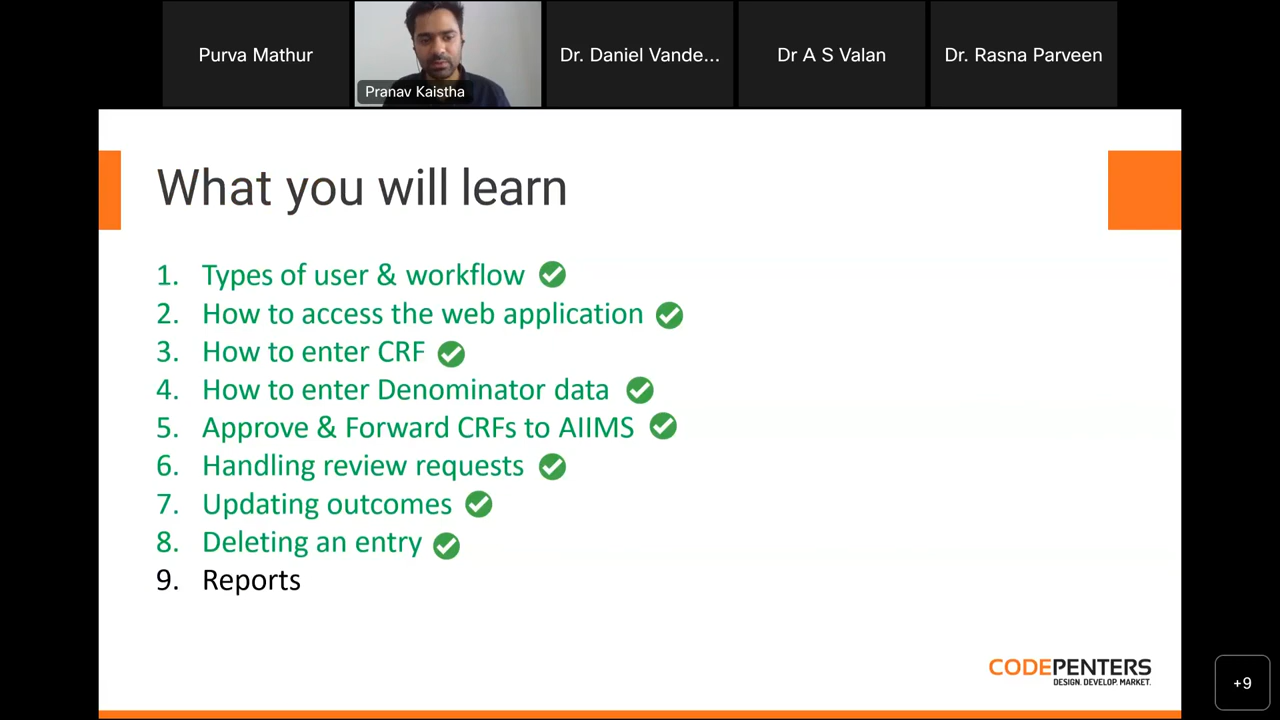 Purva Mathur
Pranav Kaistha
Dr. Daniel Vande...
Dr A S Valan
Dr. Rasna Parveen
What you will learn
1. Types of user & workflow
2. How to access the web application
3. How to enter CRF
4. How to enter Denominator data
5. Approve & Forward CRFs to AIIMS
6. Handling review requests
7. Updating outcomes
8. Deleting an entry
9. Reports
CODEPENTERS
DESIGN. DEVELOP. MARKET.
+9